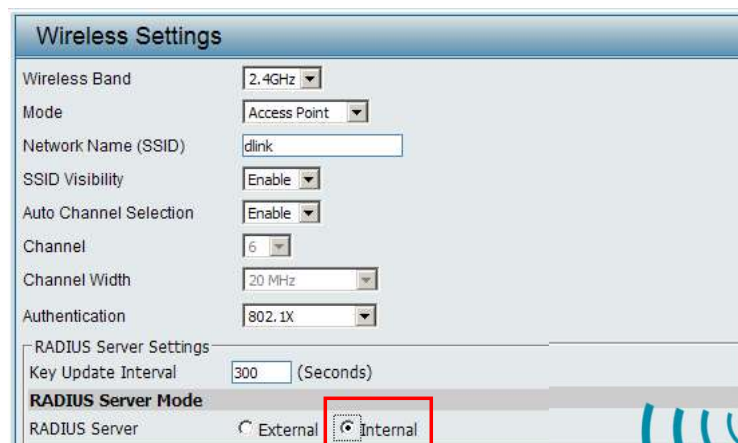 Wireless Settings
Wireless Band 2.4GHz
Mode Access Point
Network Name (SSID) dlink
SSID Visibility Enable
Auto Channel Selection Enable
Channel 6
Channel Width 20 MHz
Authentication 802.1X
RADIUS Server Settings
Key Update Interval 300 (Seconds)
RADIUS Server Mode
RADIUS Server External Internal